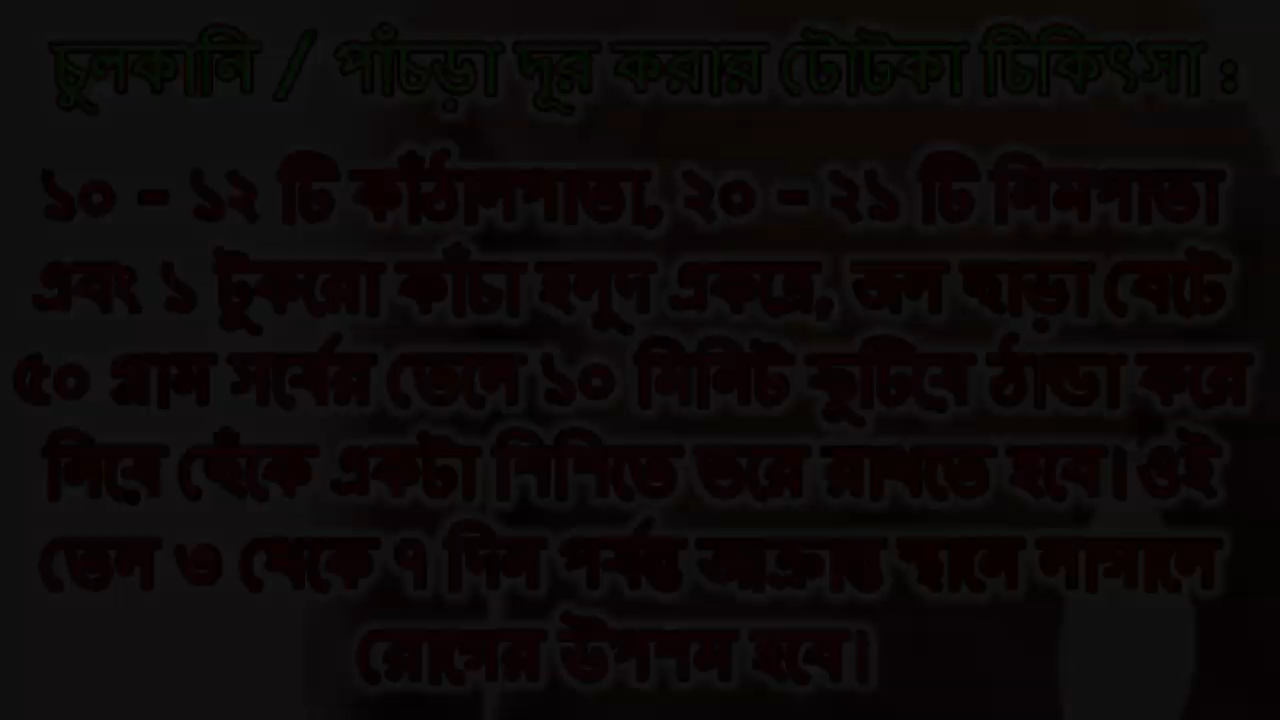 চুলকানি / পাঁচড়া দূর করার টোটকা চিকিৎসা :
১০ – ১২ টি কাঁঠালপাতা, ২০ – ২১ টি নিমপাতা
এবং ১ টুকরো কাঁচা হলুদ একত্রে, জল ছাড়া বেটে
৫০ গ্রাম সর্ষের তেলে ১০ মিনিট ফুটিয়ে ঠান্ডা করে
নিয়ে ছেঁকে একটা শিশিতে ভরে রাখতে হবে। ওই
তেল ৩ থেকে ৭ দিন পর্যন্ত আক্রান্ত স্থানে লাগালে
রোগের উপশম হবে।